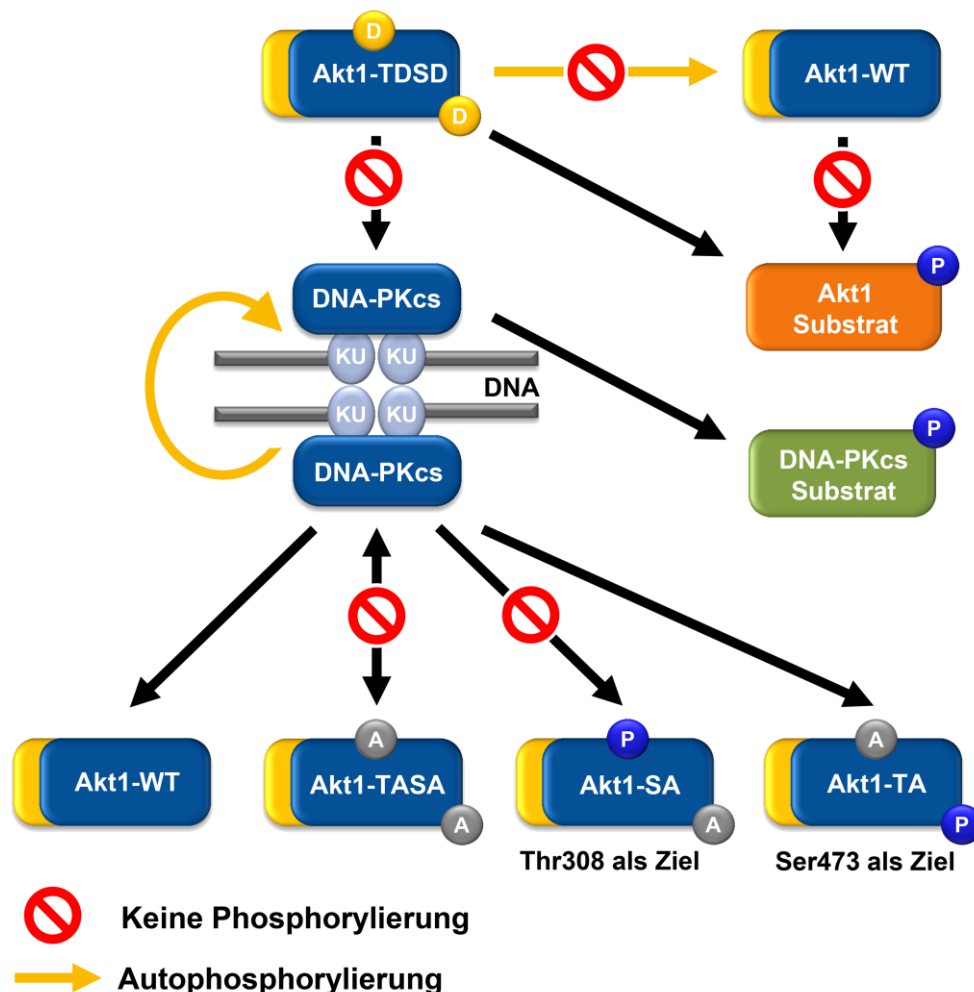 D
Akt1-TDSD
D
Akt1-WT
P
Akt1
Substrat
DNA-PKcs
KU KU
DNA
KU KU
DNA-PKcs
P
DNA-PKcs
Substrat
Akt1-WT
A
Akt1-TASA
A
P
Akt1-SA
A
Thr308 als Ziel
A
Akt1-TA
P
Ser473 als Ziel
Keine Phosphorylierung
Autophosphorylierung